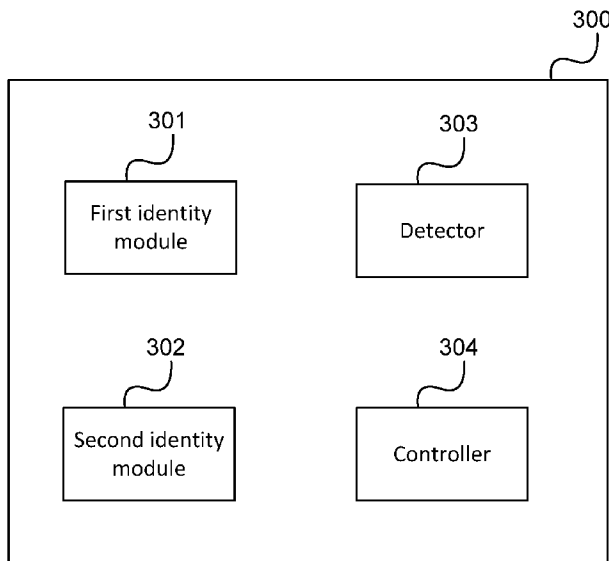 300
301
303
First identity
module
Detector
302
304
Second identity
module
Controller